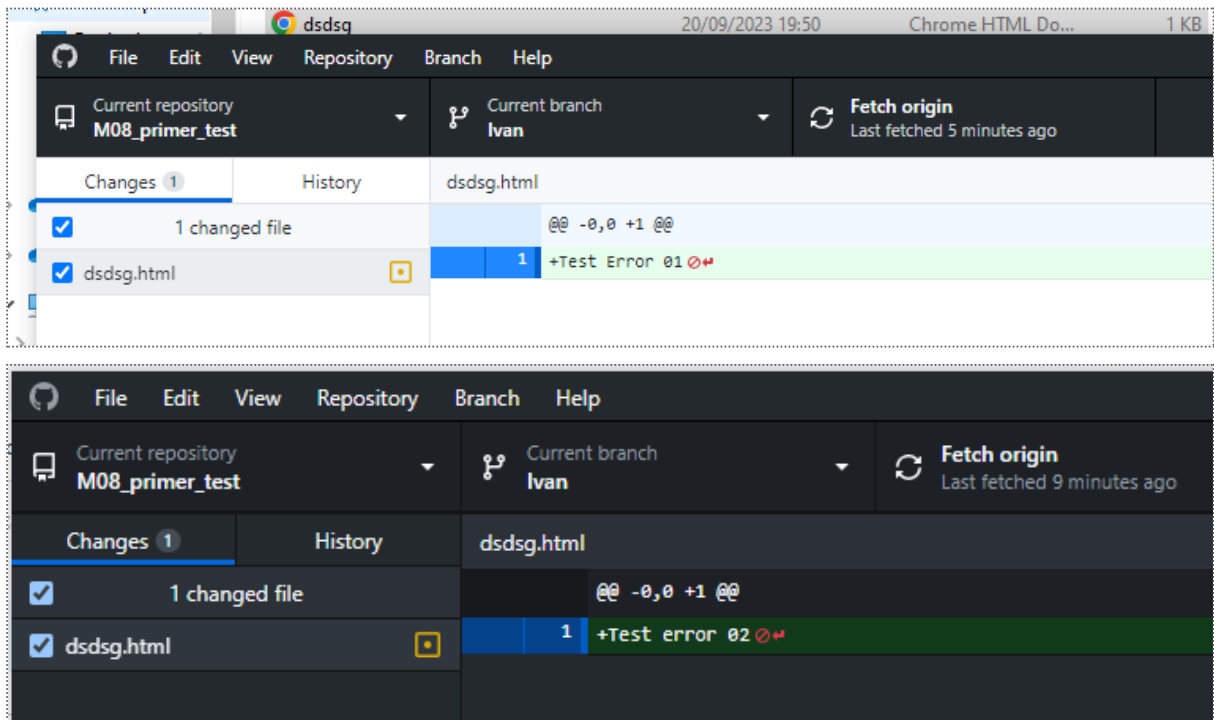 dsdsg 20/09/2023 19:50 Chrome HTML Do... 1 KB
File Edit View Repository Branch Help
Current repository Current branch Fetch origin
M08_primer_test Ivan Last fetched 5 minutes ago
Changes 1 History dsdsg.html
1 changed file @@ -0,0 +1 @@
dsdsg.html 1 +Test Error 01
File Edit View Repository Branch Help
Current repository Current branch Fetch origin
M08_primer_test Ivan Last fetched 9 minutes ago
Changes 1 History dsdsg.html
1 changed file @@ -0,0 +1 @@
dsdsg.html 1 +Test error 02